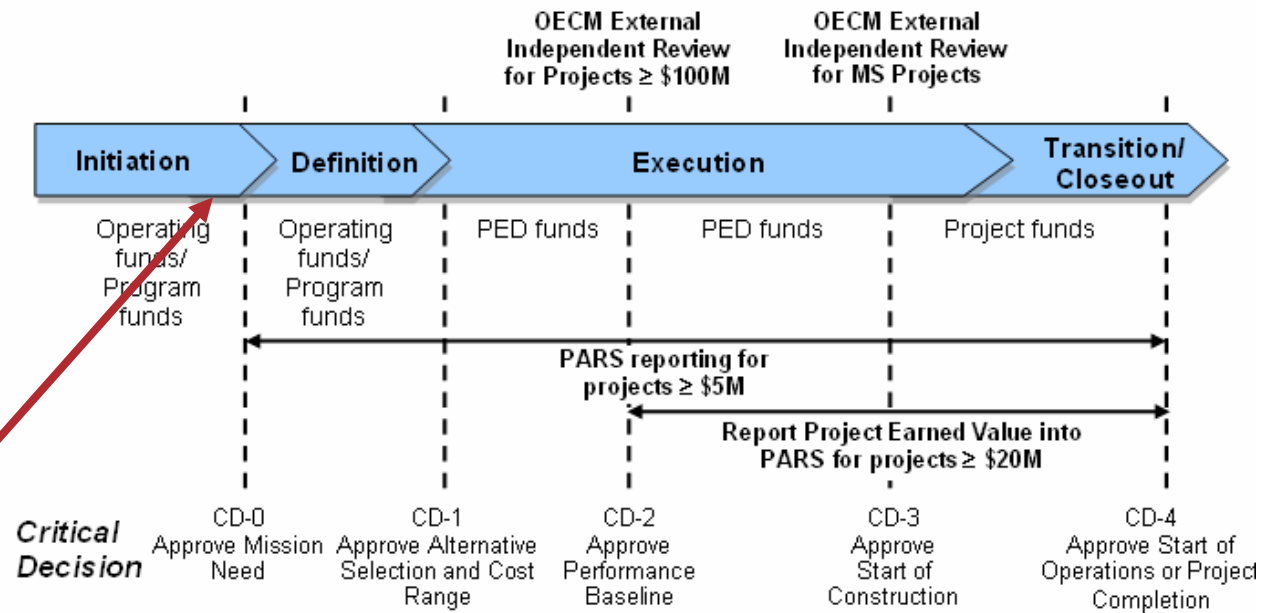 OECM External
Independent Review
for Projects ≥ $100M
OECM External
Independent Review
for MS Projects
Initiation
Definition
Execution
Transition/
Closeout
Operating
funds/
Program
funds
Operating
funds/
Program
funds
PED funds
PED funds
Project funds
PARS reporting for
projects ≥ $5M
Report Project Earned Value into
PARS for projects ≥ $20M
Critical
Decision
CD-0
Approve Mission
Need
CD-1
Approve Alternative
Selection and Cost
Range
CD-2
Approve
Performance
Baseline
CD-3
Approve
Start of
Construction
CD-4
Approve Start of
Operations or Project
Completion